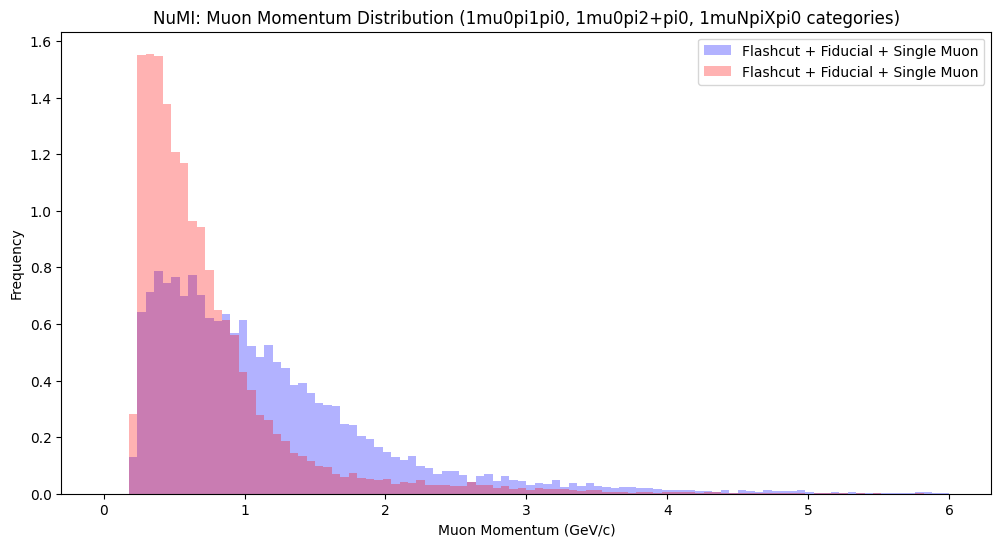 NuMI: Muon Momentum Distribution (1mu0pi1pi0, 1mu0pi2+pi0, 1muNpiXpi0 categories)
Flashcut + Fiducial + Single Muon
Flashcut + Fiducial + Single Muon
1.6
1.4
1.2
1.0
0.8
0.6
0.4
0.2
0.0
Frequency
0 1 2 3 4 5 6
Muon Momentum (GeV/c)